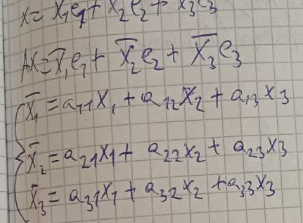 x = x₁e₁ + x₂e₂ + x₃e₃
Ax = x̅₁e₁ + x̅₂e₂ + x̅₃e₃
x̅₁ = a₁₁x₁ + a₁₂x₂ + a₁₃x₃
x̅₂ = a₂₁x₁ + a₂₂x₂ + a₂₃x₃
x̅₃ = a₃₁x₁ + a₃₂x₂ + a₃₃x₃